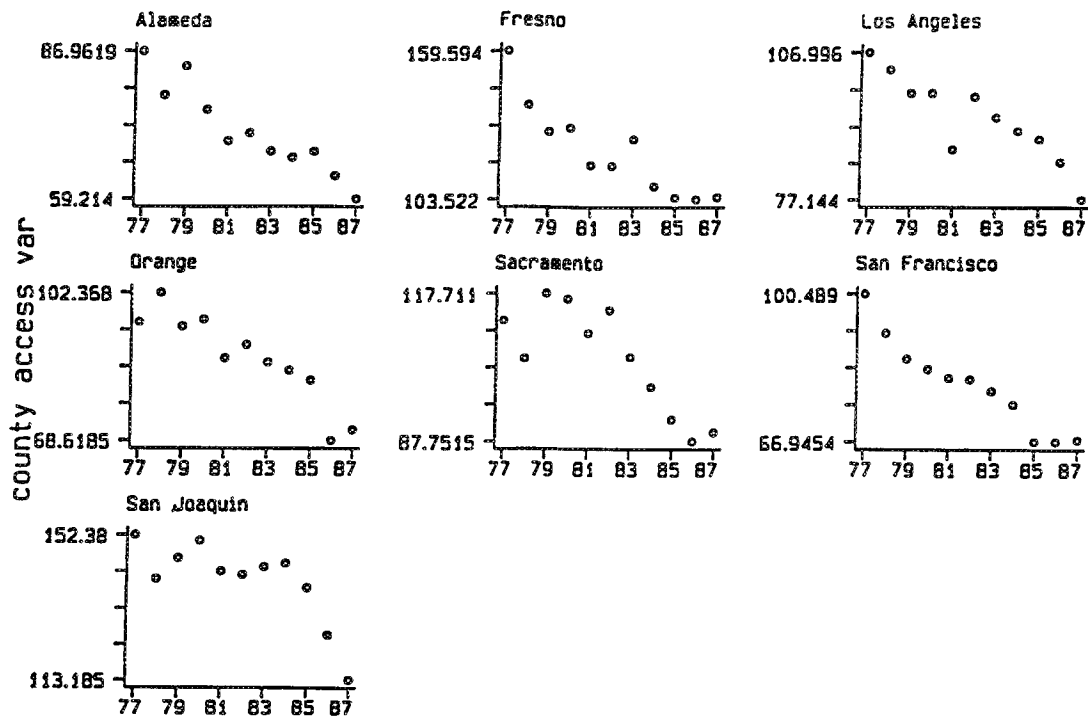 Alameda
86.9619
59.214
77 79 81 83 85 87
Fresno
159.594
103.522
77 79 81 83 85 87
Los Angeles
106.996
77.144
77 79 81 83 85 87
county access var
Orange
102.368
68.6185
77 79 81 83 85 87
Sacramento
117.711
87.7515
77 79 81 83 85 87
San Francisco
100.489
66.9454
77 79 81 83 85 87
San Joaquin
152.38
113.185
77 79 81 83 85 87